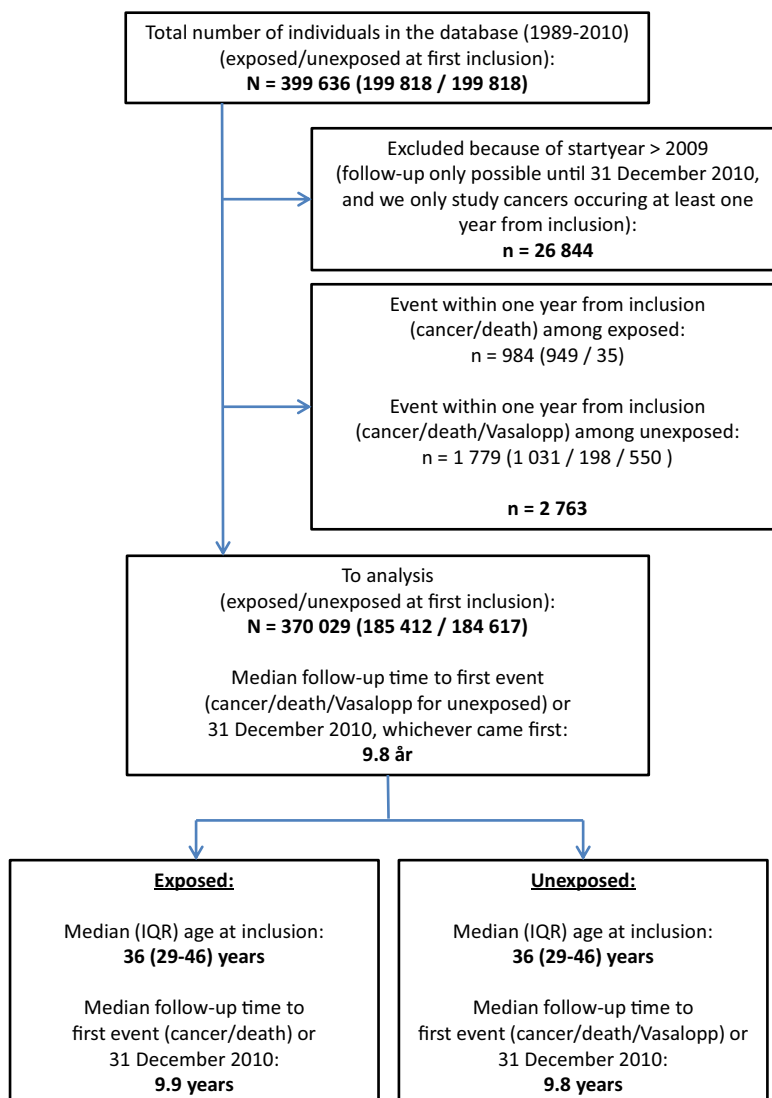 Total number of individuals in the database (1989-2010)
(exposed/unexposed at first inclusion):
N = 399 636 (199 818 / 199 818)
Excluded because of startyear > 2009
(follow-up only possible until 31 December 2010,
and we only study cancers occuring at least one
year from inclusion):
n = 26 844
Event within one year from inclusion
(cancer/death) among exposed:
n = 984 (949 / 35)
Event within one year from inclusion
(cancer/death/Vasalopp) among unexposed:
n = 1 779 (1 031 / 198 / 550 )
n = 2 763
To analysis
(exposed/unexposed at first inclusion):
N = 370 029 (185 412 / 184 617)
Median follow-up time to first event
(cancer/death/Vasalopp for unexposed) or
31 December 2010, whichever came first:
9.8 år
Exposed:
Median (IQR) age at inclusion:
36 (29-46) years
Median follow-up time to
first event (cancer/death) or
31 December 2010:
9.9 years
Unexposed:
Median (IQR) age at inclusion:
36 (29-46) years
Median follow-up time to
first event (cancer/death/Vasalopp) or
31 December 2010:
9.8 years